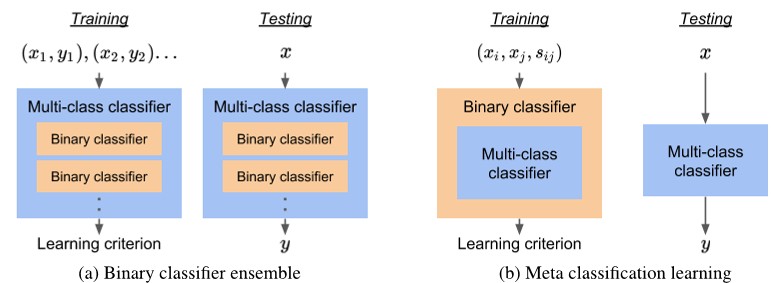 Training
Testing
Training
Testing
(x₁, y₁), (x₂, y₂)...
x
(xᵢ, xⱼ, sᵢⱼ)
x
Multi-class classifier
Binary classifier
Binary classifier
⋮
Learning criterion
Multi-class classifier
Binary classifier
Binary classifier
⋮
y
(a) Binary classifier ensemble
Binary classifier
Multi-class
classifier
Learning criterion
Multi-class
classifier
y
(b) Meta classification learning